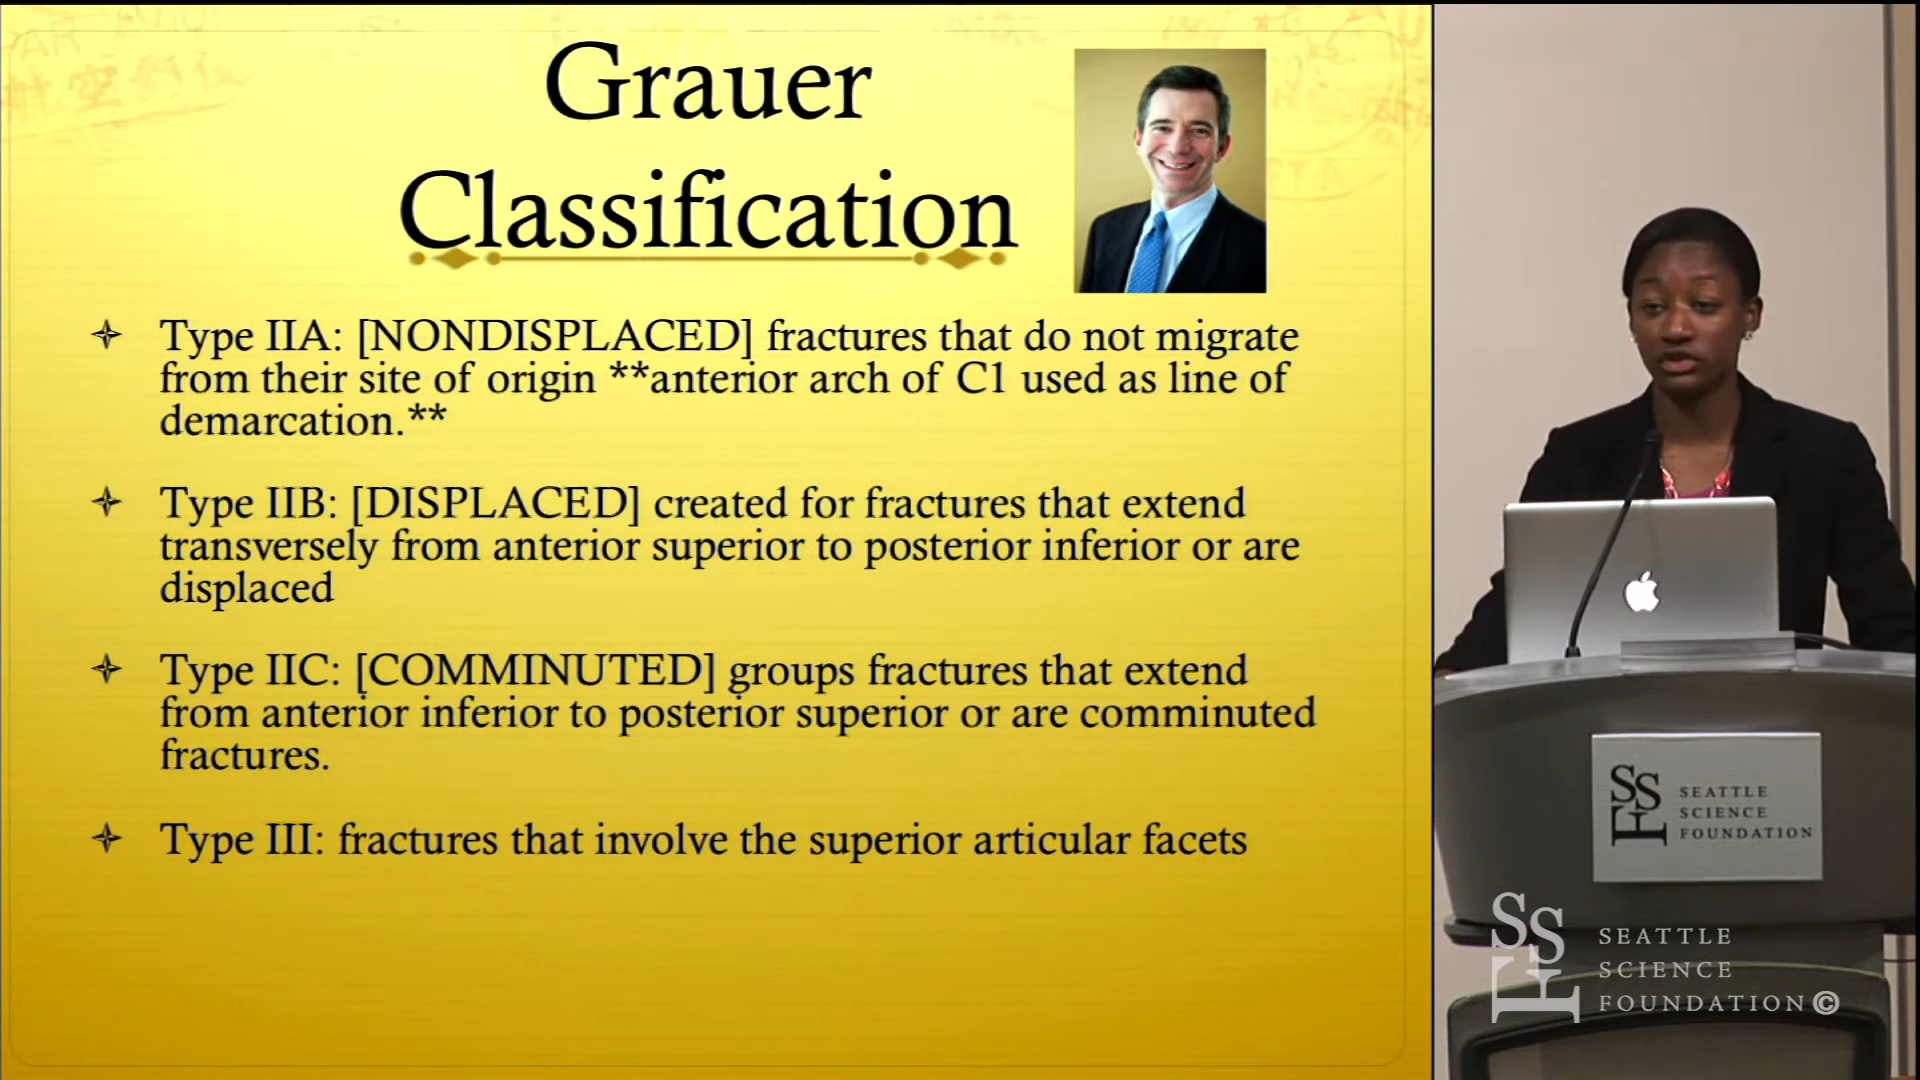 Grauer
Classification
Type IIA: [NONDISPLACED] fractures that do not migrate
from their site of origin **anterior arch of C1 used as line of
demarcation.**
Type IIB: [DISPLACED] created for fractures that extend
transversely from anterior superior to posterior inferior or are
displaced
Type IIC: [COMMINUTED] groups fractures that extend
from anterior inferior to posterior superior or are comminuted
fractures.
Type III: fractures that involve the superior articular facets
SSF
SEATTLE
SCIENCE
FOUNDATION
SSF
SEATTLE
SCIENCE
FOUNDATION©